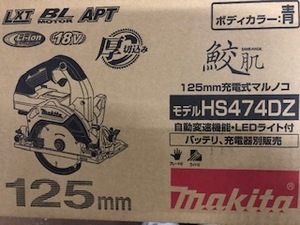 LXT BL MOTOR APT
ボディカラー:青
Li-ion 18V
厚切込み
鮫肌
125mm充電式マルノコ
モデルHS474DZ
自動変速機能・LEDライト付
バッテリ、充電器別販売
125mm
makita